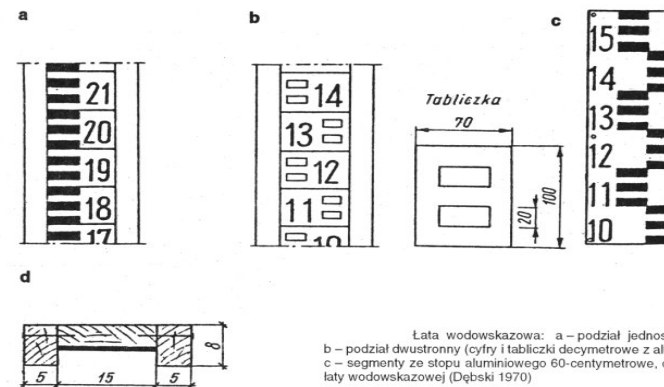 a
b
c
21
20
19
18
17
14
13
12
11
10
Tabliczka
70
100
20
15
14
13
12
11
10
d
5
15
5
8
Łata wodowskazowa: a – podział
b – podział dwustronny (cyfry i tabliczki decymetrowe z
c – segmenty ze stopu aluminiowego 60-centymetrowe,
łaty wodowskazowej (Dębski 1970)